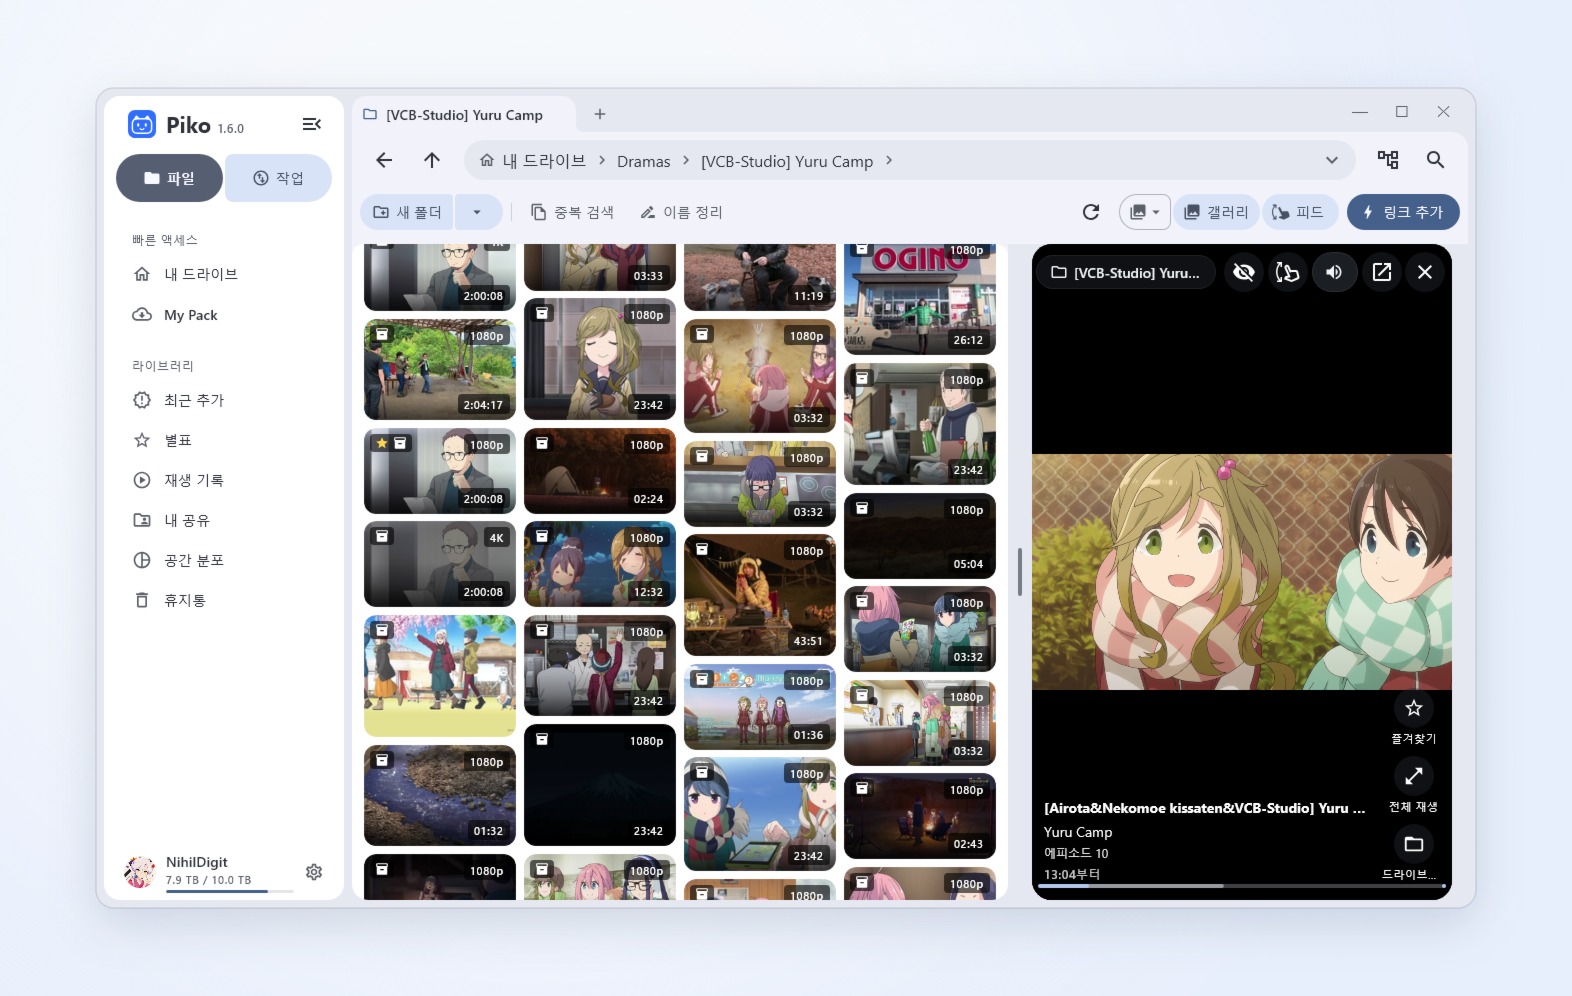 Piko 1.6.0
파일
작업
빠른 액세스
내 드라이브
My Pack
라이브러리
최근 추가
별표
재생 기록
내 공유
공간 분포
휴지통
NihilDigit
7.9 TB / 10.0 TB
[VCB-Studio] Yuru Camp
내 드라이브 > Dramas > [VCB-Studio] Yuru Camp >
새 폴더
중복 검색
이름 정리
갤러리
피드
링크 추가
4K
2:00:08
1080p
2:04:17
1080p
2:00:08
4K
2:00:08
1080p
01:32
1080p
03:33
1080p
23:42
1080p
02:24
1080p
12:32
1080p
23:42
1080p
23:42
1080p
11:19
1080p
03:32
1080p
03:32
1080p
43:51
1080p
01:36
1080p
23:42
1080p
1080p
OGINO
26:12
1080p
23:42
1080p
05:04
1080p
03:32
1080p
03:32
1080p
02:43
1080p
[VCB-Studio] Yuru...
즐겨찾기
전체 재생
드라이브...
[Airota&Nekomoe kissaten&VCB-Studio] Yuru ...
Yuru Camp
에피소드 10
13:04부터